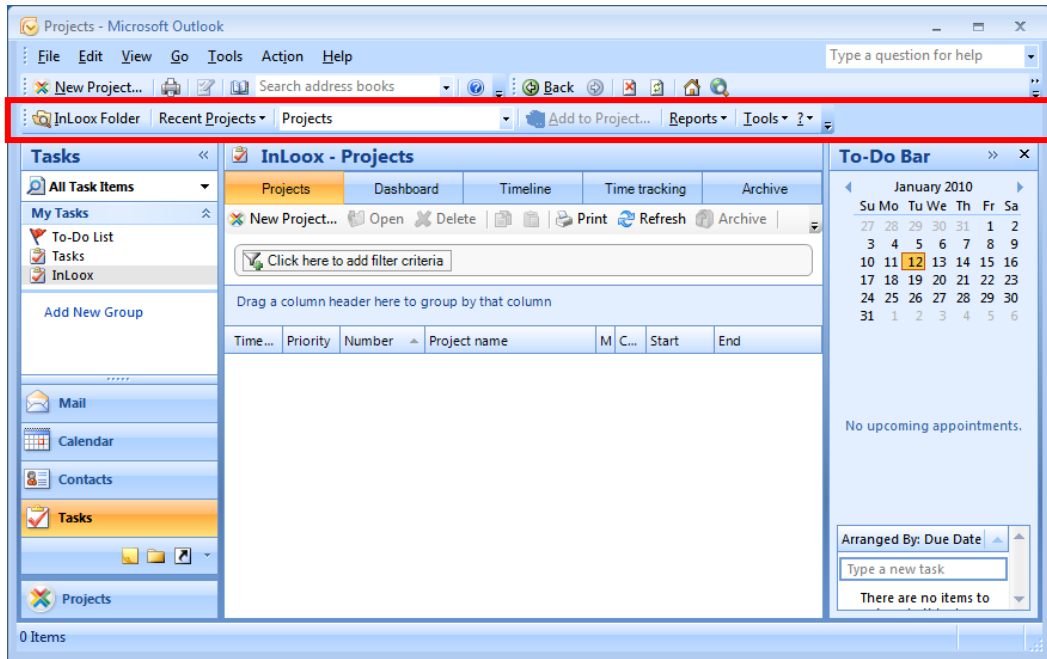 Projects - Microsoft Outlook
File Edit View Go Tools Action Help Type a question for help
New Project... Search address books Back
InLoox Folder Recent Projects Projects Add to Project... Reports Tools ?
Tasks
All Task Items
My Tasks
To-Do List
Tasks
InLoox
Add New Group
Mail
Calendar
Contacts
Tasks
Projects
InLoox - Projects
Projects Dashboard Timeline Time tracking Archive
New Project... Open Delete Print Refresh Archive
Click here to add filter criteria
Drag a column header here to group by that column
Time... Priority Number Project name M C... Start End
To-Do Bar
January 2010
Su Mo Tu We Th Fr Sa
27 28 29 30 31 1 2
3 4 5 6 7 8 9
10 11 12 13 14 15 16
17 18 19 20 21 22 23
24 25 26 27 28 29 30
31 1 2 3 4 5 6
No upcoming appointments.
Arranged By: Due Date
Type a new task
There are no items to
0 Items